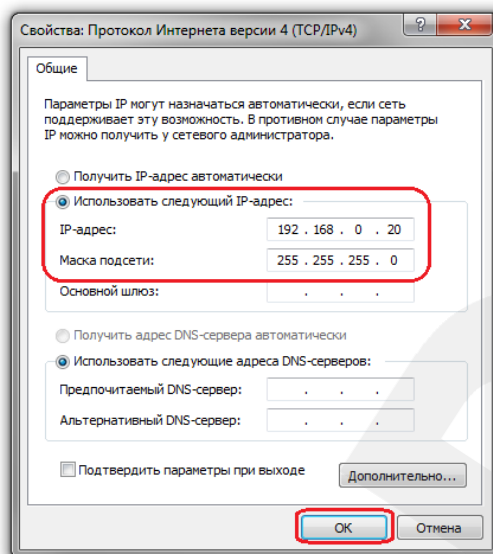 Свойства: Протокол Интернета версии 4 (TCP/IPv4)
Общие
Параметры IP могут назначаться автоматически, если сеть
поддерживает эту возможность. В противном случае параметры
IP можно получить у сетевого администратора.
Получить IP-адрес автоматически
Использовать следующий IP-адрес:
IP-адрес: 192 . 168 . 0 . 20
Маска подсети: 255 . 255 . 255 . 0
Основной шлюз: . . .
Получить адрес DNS-сервера автоматически
Использовать следующие адреса DNS-серверов:
Предпочитаемый DNS-сервер: . . .
Альтернативный DNS-сервер: . . .
Подтвердить параметры при выходе
Дополнительно...
ОК Отмена